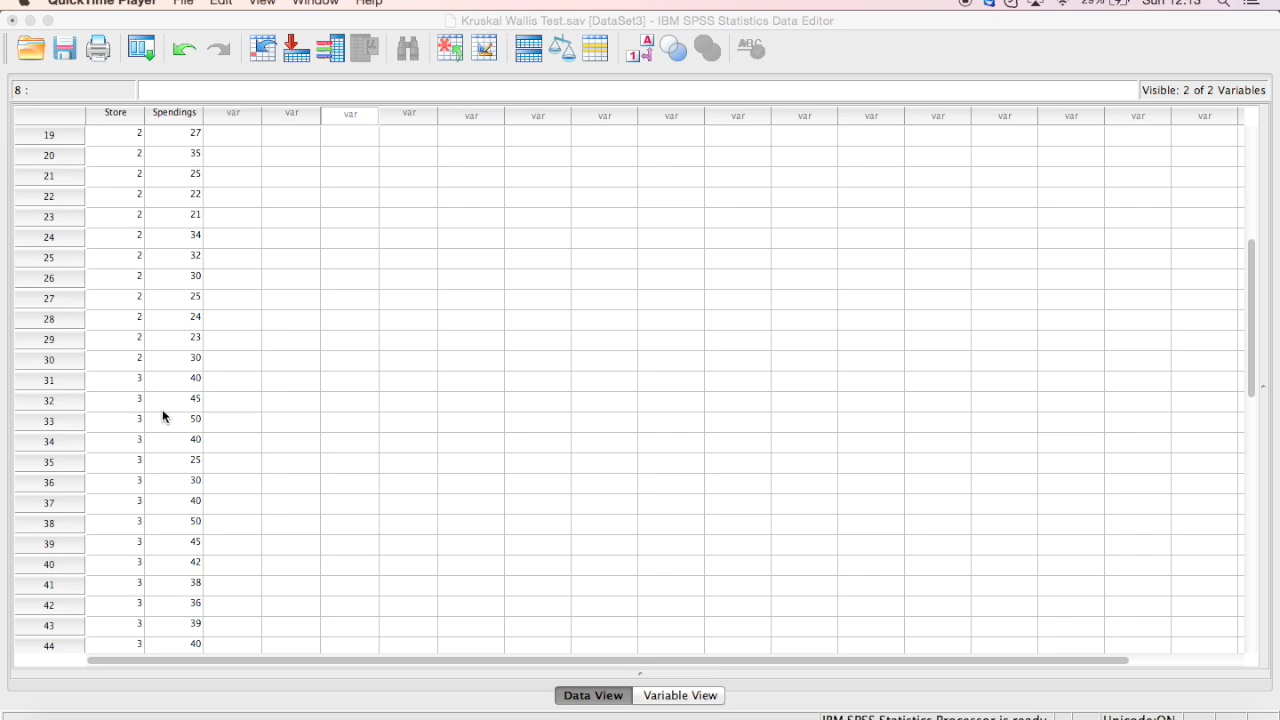 QuickTime Player File Edit View Window Help 29% Sun 12:13
Kruskal Wallis Test.sav [DataSet3] - IBM SPSS Statistics Data Editor
1 A
ABC
8 : Visible: 2 of 2 Variables
Store Spendings var var var var var var var var var var var var var var var var
19 2 27
20 2 35
21 2 25
22 2 22
23 2 21
24 2 34
25 2 32
26 2 30
27 2 25
28 2 24
29 2 23
30 2 30
31 3 40
32 3 45
33 3 50
34 3 40
35 3 25
36 3 30
37 3 40
38 3 50
39 3 45
40 3 42
41 3 38
42 3 36
43 3 39
44 3 40
Data View Variable View
IBM SPSS Statistics Processor is ready Unicode:ON